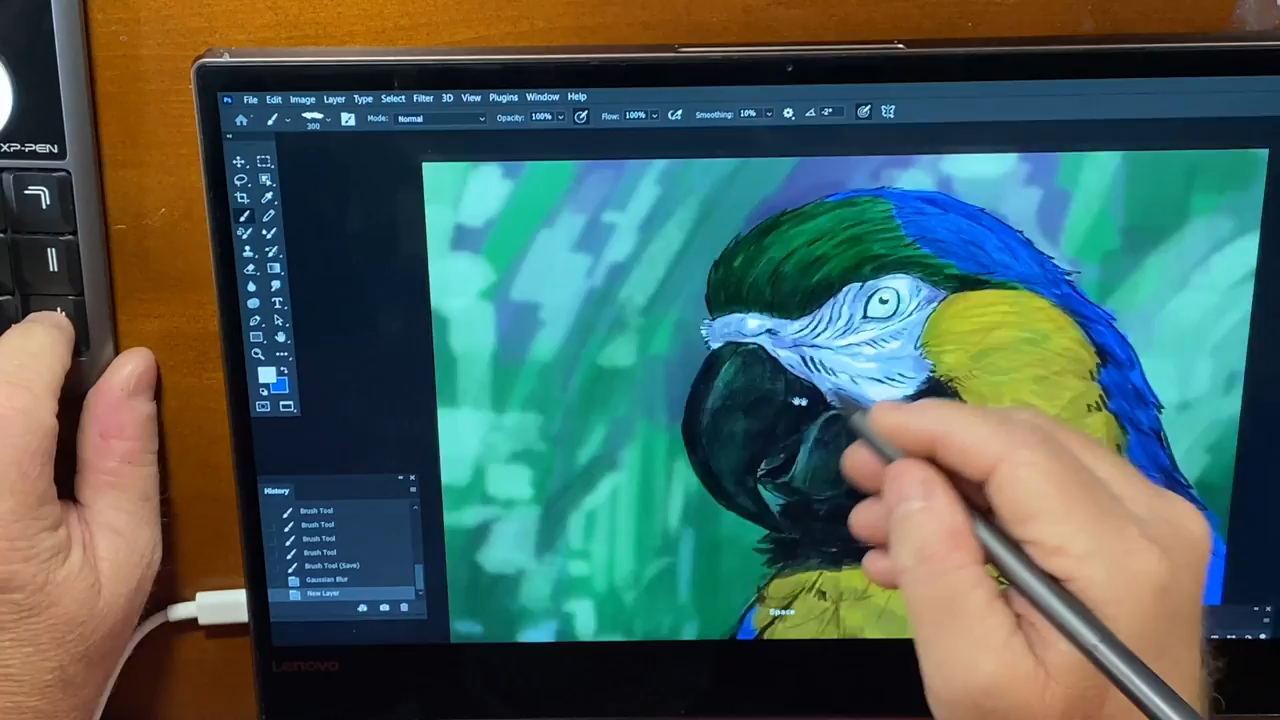 XP-PEN
Ps File Edit Image Layer Type Select Filter 3D View Plugins Window Help
300 Mode: Normal Opacity: 100% Flow: 100% Smoothing: 10% -2°
T
History
Brush Tool
Brush Tool
Brush Tool
Brush Tool
Brush Tool (Save)
Gaussian Blur
New Layer
Space
Lenovo